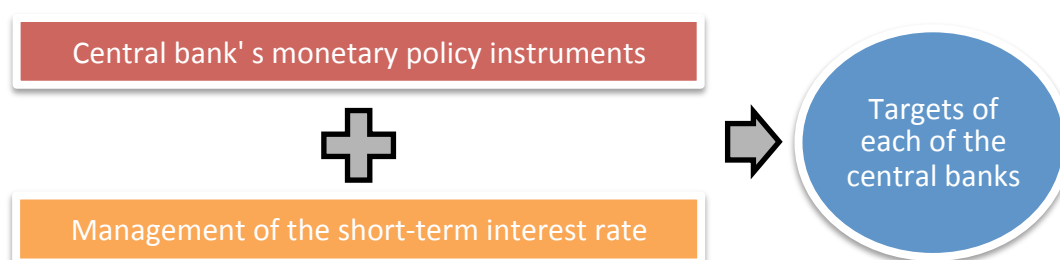 Central bank' s monetary policy instruments
Management of the short-term interest rate
Targets of
each of the
central banks